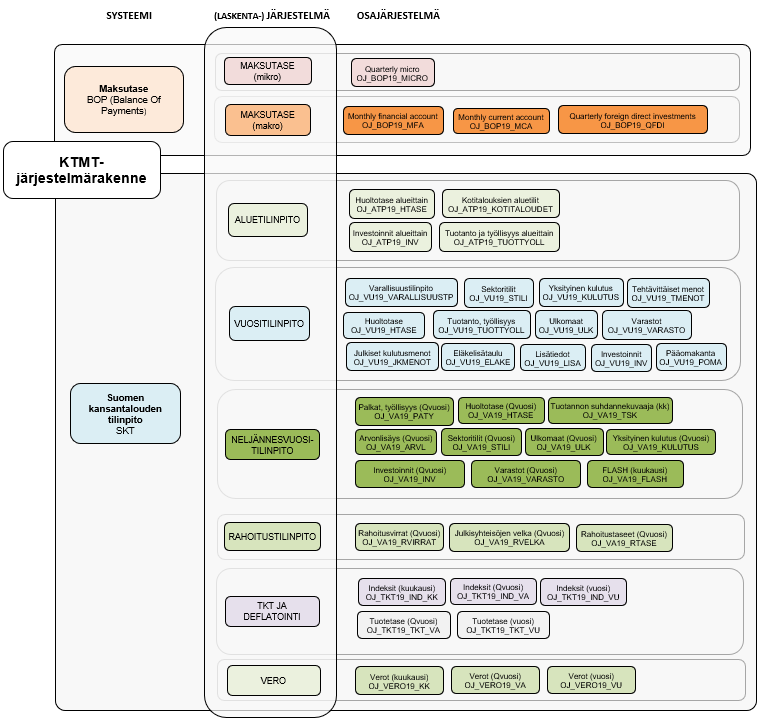 SYSTEEMI
(LASKENTA-) JÄRJESTELMÄ
OSAJÄRJESTELMÄ
Maksutase
BOP (Balance Of
Payments)
MAKSUTASE
(mikro)
Quarterly micro
OJ_BOP19_MICRO
MAKSUTASE
(makro)
Monthly financial account
OJ_BOP19_MFA
Monthly current account
OJ_BOP19_MCA
Quarterly foreign direct investments
OJ_BOP19_QFDI
KTMT-
järjestelmärakenne
Suomen
kansantalouden
tilinpito
SKT
ALUETILINPITO
Huoltotase alueittain
OJ_ATP19_HTASE
Kotitalouksien aluetilit
OJ_ATP19_KOTITALOUDET
Investoinnit alueittain
OJ_ATP19_INV
Tuotanto ja työllisyys alueittain
OJ_ATP19_TUOTTYOLL
VUOSITILINPITO
Varallisuustilinpito
OJ_VU19_VARALLISUUSTP
Sektoritilit
OJ_VU19_STILI
Yksityinen kulutus
OJ_VU19_KULUTUS
Tehtävittäiset menot
OJ_VU19_TMENOT
Huoltotase
OJ_VU19_HTASE
Tuotanto, työllisyys
OJ_VU19_TUOTTYOLL
Ulkomaat
OJ_VU19_ULK
Varastot
OJ_VU19_VARASTO
Julkiset kulutusmenot
OJ_VU19_JKMENOT
Eläkelisätaulu
OJ_VU19_ELAKE
Lisätiedot
OJ_VU19_LISA
Investoinnit
OJ_VU19_INV
Pääomakanta
OJ_VU19_POMA
NELJÄNNESVUOSI-
TILINPITO
Palkat, työllisyys (Qvuosi)
OJ_VA19_PATY
Huoltotase (Qvuosi)
OJ_VA19_HTASE
Tuotannon suhdannekuvaaja (kk)
OJ_VA19_TSK
Arvonlisäys (Qvuosi)
OJ_VA19_ARVL
Sektoritilit (Qvuosi)
OJ_VA19_STILI
Ulkomaat (Qvuosi)
OJ_VA19_ULK
Yksityinen kulutus (Qvuosi)
OJ_VA19_KULUTUS
Investoinnit (Qvuosi)
OJ_VA19_INV
Varastot (Qvuosi)
OJ_VA19_VARASTO
FLASH (kuukausi)
OJ_VA19_FLASH
RAHOITUSTILINPITO
Rahoitusvirrat (Qvuosi)
OJ_VA19_RVIRRAT
Julkisyhteisöjen velka (Qvuosi)
OJ_VA19_RVELKA
Rahoitustaseet (Qvuosi)
OJ_VA19_RTASE
TKT JA
DEFLATOINTI
Indeksit (kuukausi)
OJ_TKT19_IND_KK
Indeksit (Qvuosi)
OJ_TKT19_IND_VA
Indeksit (vuosi)
OJ_TKT19_IND_VU
Tuotetase (Qvuosi)
OJ_TKT19_TKT_VA
Tuotetase (vuosi)
OJ_TKT19_TKT_VU
VERO
Verot (kuukausi)
OJ_VERO19_KK
Verot (Qvuosi)
OJ_VERO19_VA
Verot (vuosi)
OJ_VERO19_VU